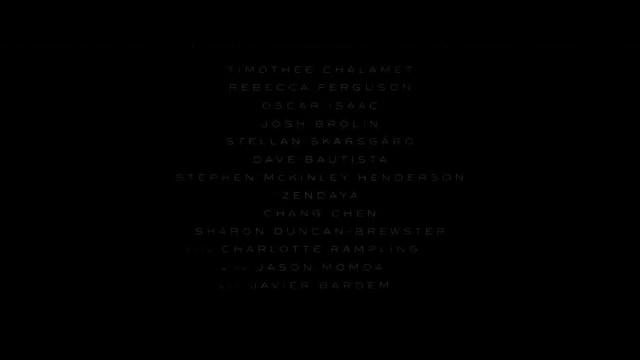 TIMOTHEE CHALAMET
REBECCA FERGUSON
OSCAR ISAAC
JOSH BROLIN
STELLAN SKARSGÅRD
DAVE BAUTISTA
STEPHEN McKINLEY HENDERSON
ZENDAYA
CHANG CHEN
SHARON DUNCAN-BREWSTER
CHARLOTTE RAMPLING
JASON MOMOA
JAVIER BARDEM